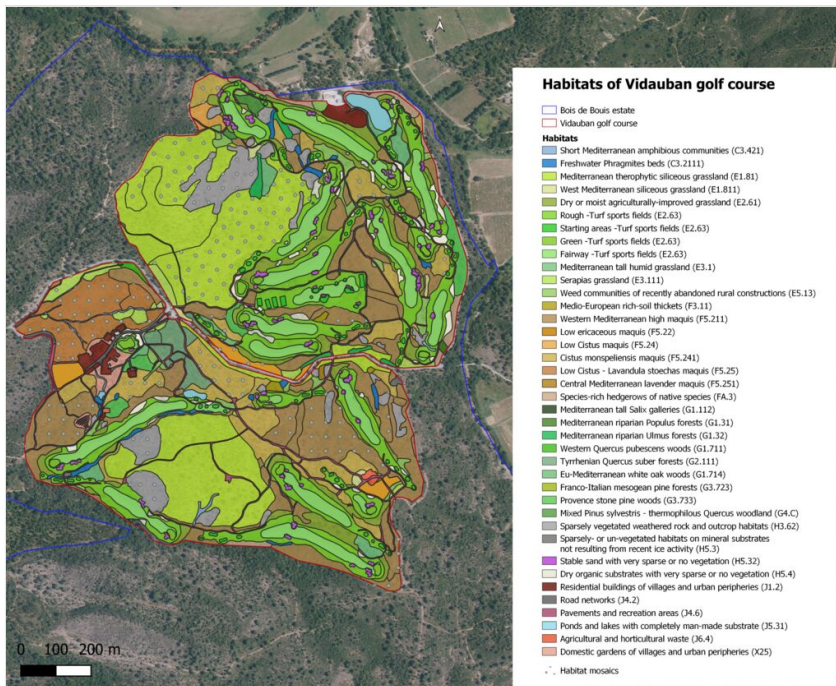 Habitats of Vidauban golf course
Bois de Bouis estate
Vidauban golf course
Habitats
Short Mediterranean amphibious communities (C3.421)
Freshwater Phragmites beds (C3.2111)
Mediterranean therophytic siliceous grassland (E1.81)
West Mediterranean siliceous grassland (E1.811)
Dry or moist agriculturally-improved grassland (E2.61)
Rough -Turf sports fields (E2.63)
Starting areas -Turf sports fields (E2.63)
Green -Turf sports fields (E2.63)
Fairway -Turf sports fields (E2.63)
Mediterranean tall humid grassland (E3.1)
Serapias grassland (E3.111)
Weed communities of recently abandoned rural constructions (E5.13)
Medio-European rich-soil thickets (F3.11)
Western Mediterranean high maquis (F5.211)
Low ericaceous maquis (F5.22)
Low Cistus maquis (F5.24)
Cistus monspeliensis maquis (F5.241)
Low Cistus - Lavandula stoechas maquis (F5.25)
Central Mediterranean lavender maquis (F5.251)
Species-rich hedgerows of native species (FA.3)
Mediterranean tall Salix galleries (G1.112)
Mediterranean riparian Populus forests (G1.31)
Mediterranean riparian Ulmus forests (G1.32)
Western Quercus pubescens woods (G1.711)
Tyrrhenian Quercus suber forests (G2.111)
Eu-Mediterranean white oak woods (G1.714)
Franco-Italian mesogean pine forests (G3.723)
Provence stone pine woods (G3.733)
Mixed Pinus sylvestris - thermophilous Quercus woodland (G4.C)
Sparsely vegetated weathered rock and outcrop habitats (H3.62)
Sparsely- or un-vegetated habitats on mineral substrates
not resulting from recent ice activity (H5.3)
Stable sand with very sparse or no vegetation (H5.32)
Dry organic substrates with very sparse or no vegetation (H5.4)
Residential buildings of villages and urban peripheries (J1.2)
Road networks (J4.2)
Pavements and recreation areas (J4.6)
Ponds and lakes with completely man-made substrate (J5.31)
Agricultural and horticultural waste (J6.4)
Domestic gardens of villages and urban peripheries (X25)
Habitat mosaics
0 100 200 m